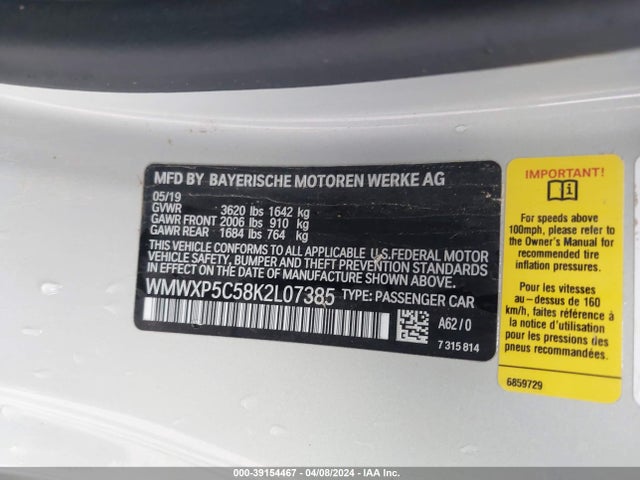 MFD BY BAYERISCHE MOTOREN WERKE AG
05/19
GVWR 3620 lbs 1642 kg
GAWR FRONT 2006 lbs 910 kg
GAWR REAR 1684 lbs 764 kg
THIS VEHICLE CONFORMS TO ALL APPLICABLE U.S.FEDERAL MOTOR
VEHICLE SAFETY, BUMPER, AND THEFT PREVENTION STANDARDS
IN EFFECT ON THE DATE OF MANUFACTURE SHOWN ABOVE.
WMWXP5C58K2L07385 TYPE: PASSENGER CAR
A62/0
7 315 814
IMPORTANT!
i
For speeds above
100mph, please refer to
the Owner's Manual for
recommended tire
inflation pressures.
Pour les vitesses
au-dessus de 160
km/h, faites référence à
la notice d'utilisation
pour les pressions des
pneus recommandées.
6859729
000-39154467 - 04/08/2024 - IAA Inc.